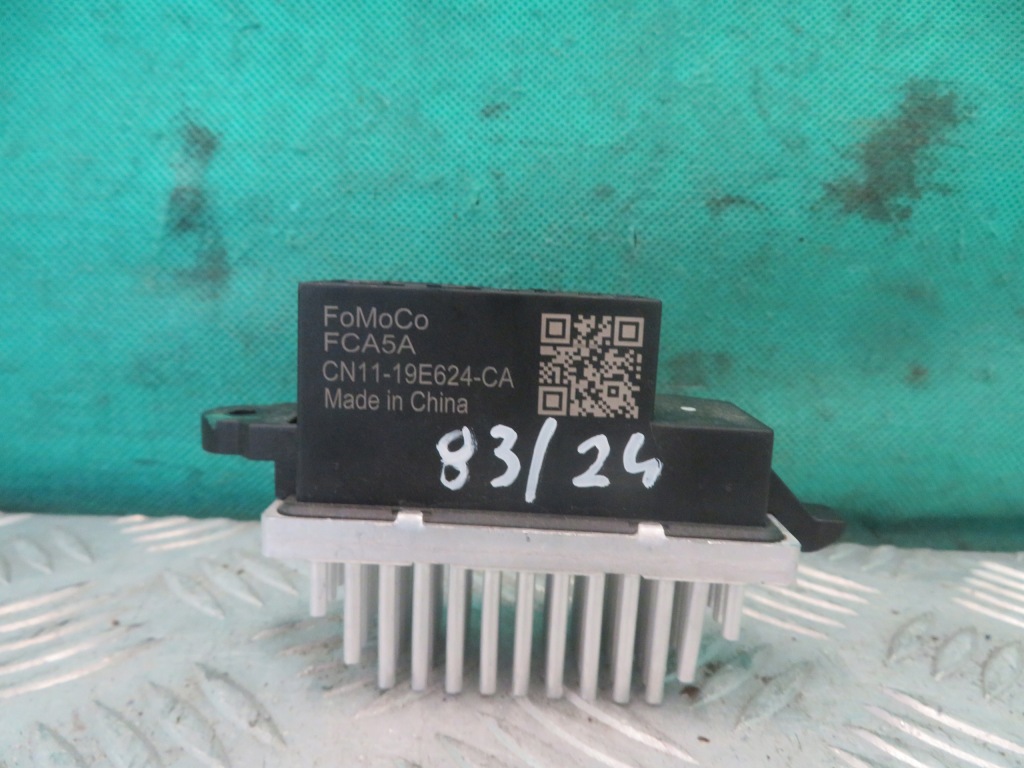 FoMoCo
FCA5A
CN11-19E624-CA
Made in China
83/24